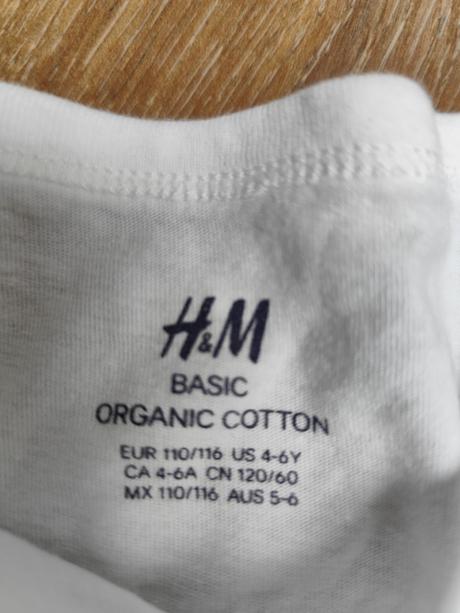 H&M
BASIC
ORGANIC COTTON
EUR 110/116 US 4-6Y
CA 4-6A CN 120/60
MX 110/116 AUS 5-6